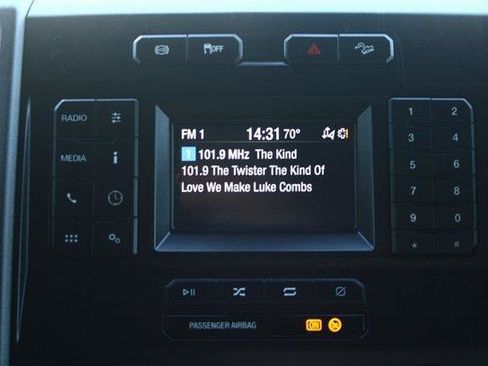 OFF
RADIO
MEDIA
i
FM 1 14:31 70°
1 101.9 MHz The Kind
101.9 The Twister The Kind Of
Love We Make Luke Combs
1 2
3 4
5 6
7 8
9 0
* #
PASSENGER AIRBAG ON